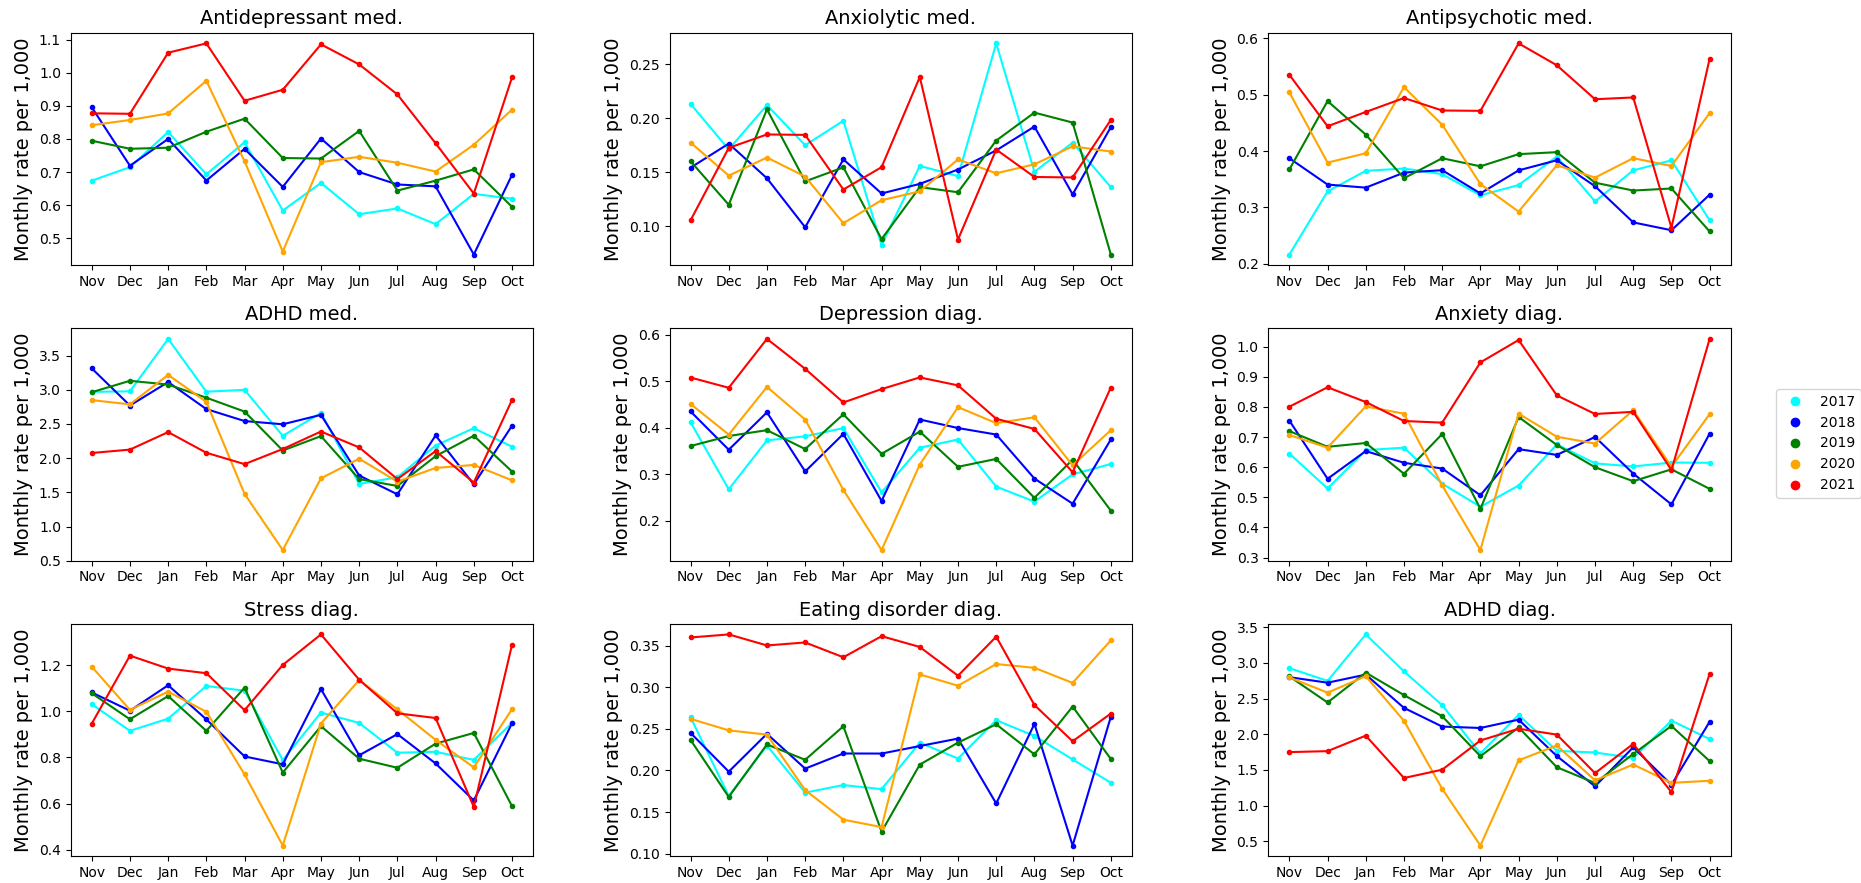 Antidepressant med.
Monthly rate per 1,000
1.1
1.0
0.9
0.8
0.7
0.6
0.5
Nov Dec Jan Feb Mar Apr May Jun Jul Aug Sep Oct
Anxiolytic med.
Monthly rate per 1,000
0.25
0.20
0.15
0.10
Nov Dec Jan Feb Mar Apr May Jun Jul Aug Sep Oct
Antipsychotic med.
Monthly rate per 1,000
0.6
0.5
0.4
0.3
0.2
Nov Dec Jan Feb Mar Apr May Jun Jul Aug Sep Oct
ADHD med.
Monthly rate per 1,000
3.5
3.0
2.5
2.0
1.5
1.0
0.5
Nov Dec Jan Feb Mar Apr May Jun Jul Aug Sep Oct
Depression diag.
Monthly rate per 1,000
0.6
0.5
0.4
0.3
0.2
Nov Dec Jan Feb Mar Apr May Jun Jul Aug Sep Oct
Anxiety diag.
Monthly rate per 1,000
1.0
0.9
0.8
0.7
0.6
0.5
0.4
0.3
Nov Dec Jan Feb Mar Apr May Jun Jul Aug Sep Oct
2017
2018
2019
2020
2021
Stress diag.
Monthly rate per 1,000
1.2
1.0
0.8
0.6
0.4
Nov Dec Jan Feb Mar Apr May Jun Jul Aug Sep Oct
Eating disorder diag.
Monthly rate per 1,000
0.35
0.30
0.25
0.20
0.15
0.10
Nov Dec Jan Feb Mar Apr May Jun Jul Aug Sep Oct
ADHD diag.
Monthly rate per 1,000
3.5
3.0
2.5
2.0
1.5
1.0
0.5
Nov Dec Jan Feb Mar Apr May Jun Jul Aug Sep Oct